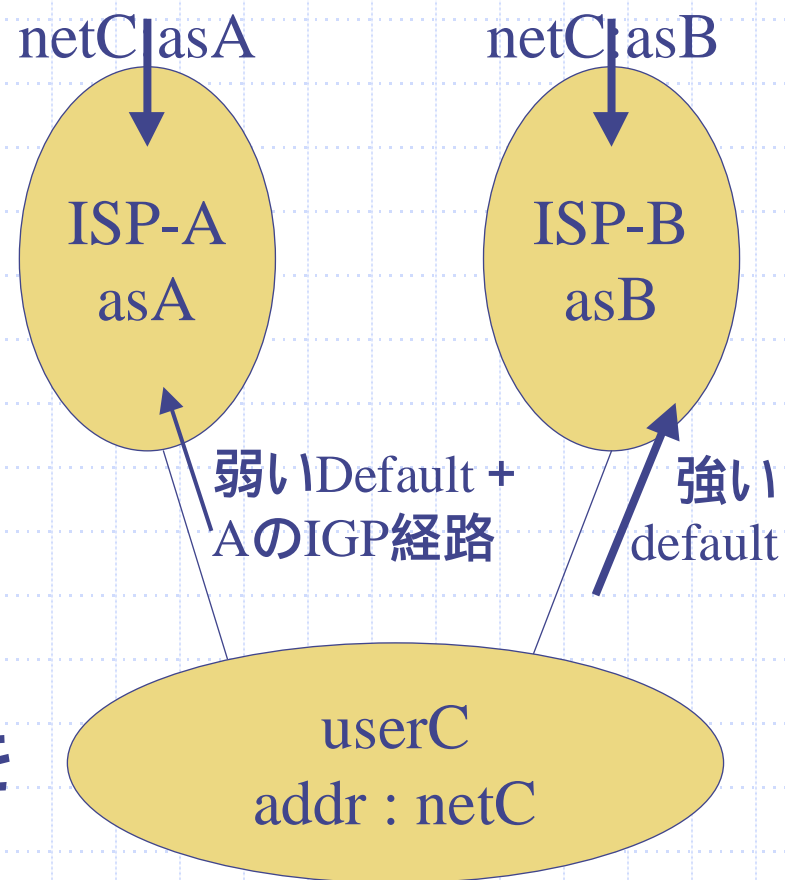 netC:asA
netC:asB
ISP-A
asA
ISP-B
asB
弱いDefault +
AのIGP経路
強い
default
userC
addr : netC